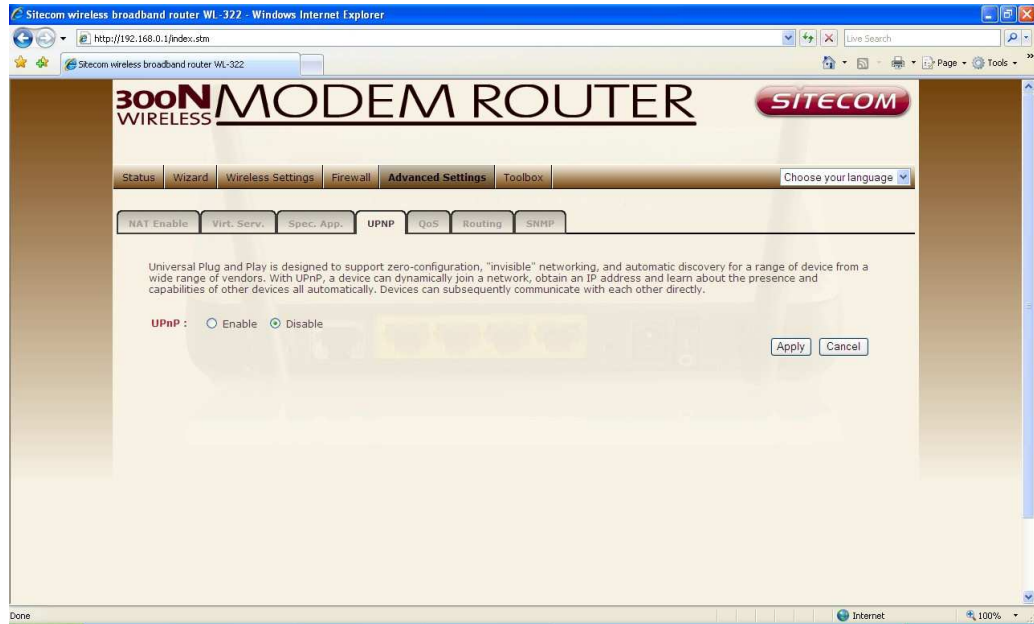 Sitecom wireless broadband router WL-322 - Windows Internet Explorer
http://192.168.0.1/index.stm
Live Search
Sitecom wireless broadband router WL-322
Page Tools
300N WIRELESS MODEM ROUTER
SITECOM
Status Wizard Wireless Settings Firewall Advanced Settings Toolbox
Choose your language
NAT Enable Virt. Serv. Spec. App. UPNP QoS Routing SNMP
Universal Plug and Play is designed to support zero-configuration, "invisible" networking, and automatic discovery for a range of device from a
wide range of vendors. With UPnP, a device can dynamically join a network, obtain an IP address and learn about the presence and
capabilities of other devices all automatically. Devices can subsequently communicate with each other directly.
UPnP : Enable Disable
Apply Cancel
Done
Internet
100%